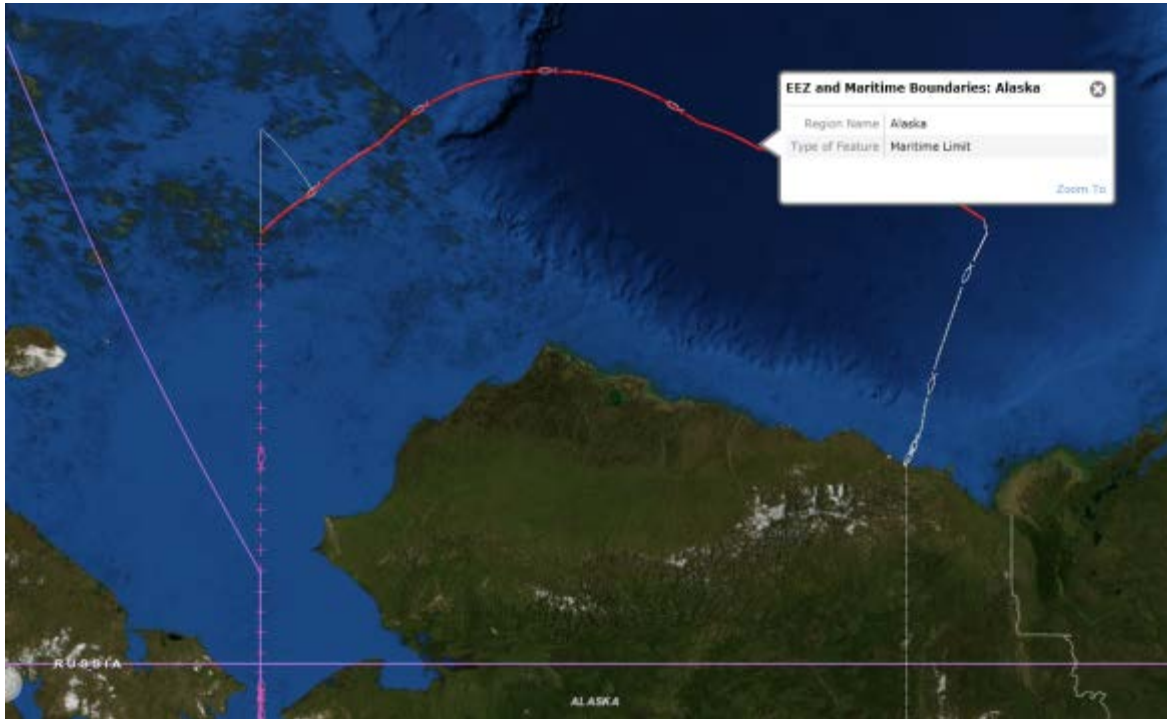 EEZ and Maritime Boundaries: Alaska
Region Name Alaska
Type of Feature Maritime Limit
Zoom To
RUSSIA
ALASKA